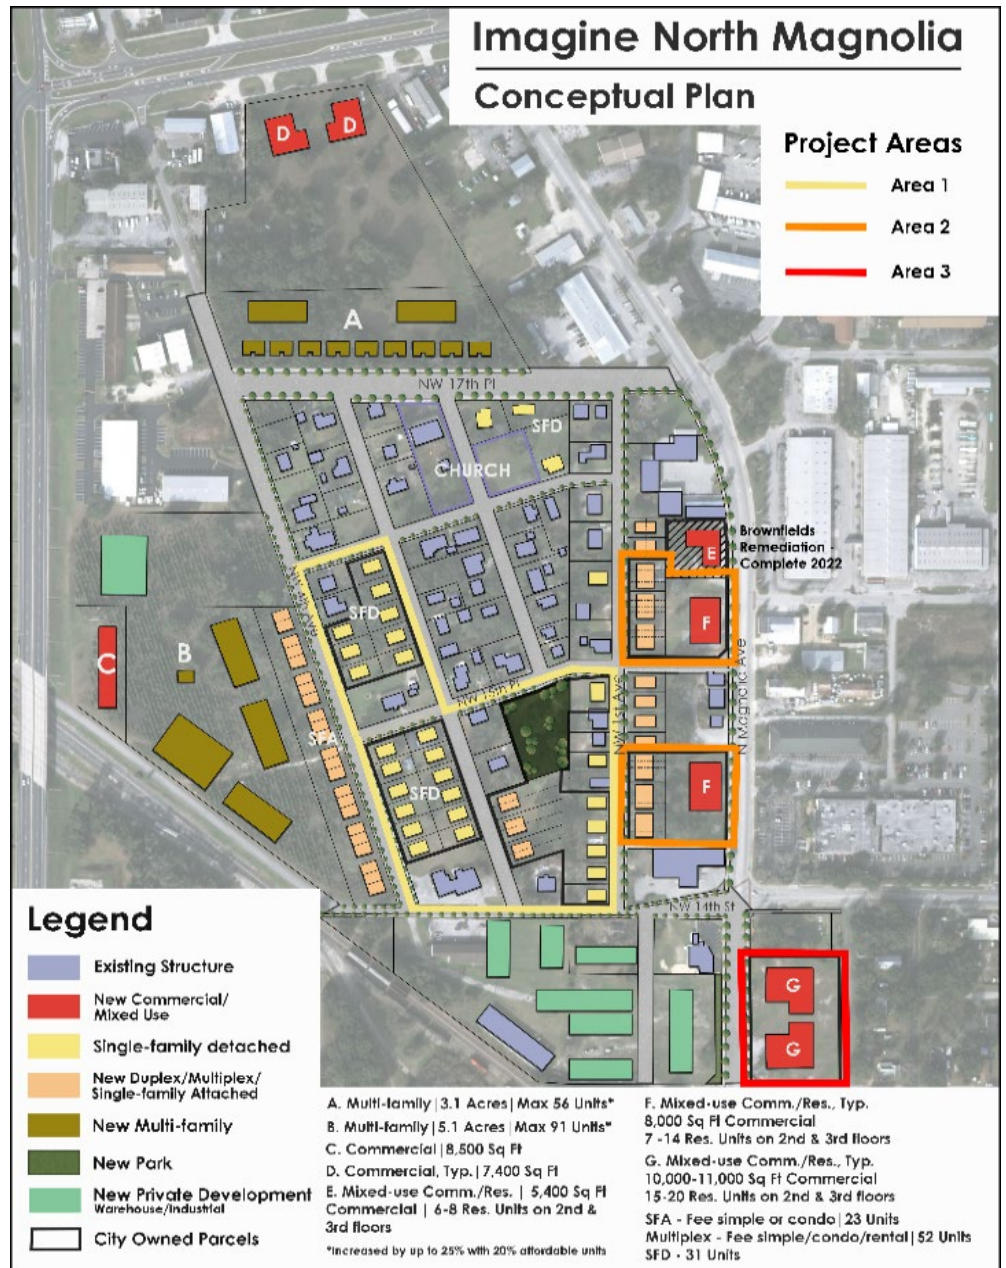 Imagine North Magnolia
Conceptual Plan
Project Areas
Area 1
Area 2
Area 3
D
D
A
NW 17th Pl
SFD
CHURCH
Brownfields
Remediation -
Complete 2022
E
F
SFD
B
C
SFA
NW 1st Ave
N Magnolia Ave
F
SFD
NW 14th St
G
G
Legend
Existing Structure
New Commercial/
Mixed Use
Single-family detached
New Duplex/Multiplex/
Single-family Attached
New Multi-family
New Park
New Private Development
Warehouse/Industrial
City Owned Parcels
A. Multi-family | 3.1 Acres | Max 56 Units*
B. Multi-family | 5.1 Acres | Max 91 Units*
C. Commercial | 8,500 Sq Ft
D. Commercial, Typ. | 7,400 Sq Ft
E. Mixed-use Comm./Res. | 5,400 Sq Ft
Commercial | 6-8 Res. Units on 2nd &
3rd floors
*Increased by up to 25% with 20% affordable units
F. Mixed-use Comm./Res., Typ.
8,000 Sq Ft Commercial
7 -14 Res. Units on 2nd & 3rd floors
G. Mixed-use Comm./Res., Typ.
10,000-11,000 Sq Ft Commercial
15-20 Res. Units on 2nd & 3rd floors
SFA - Fee simple or condo | 23 Units
Multiplex - Fee simple/condo/rental | 52 Units
SFD - 31 Units